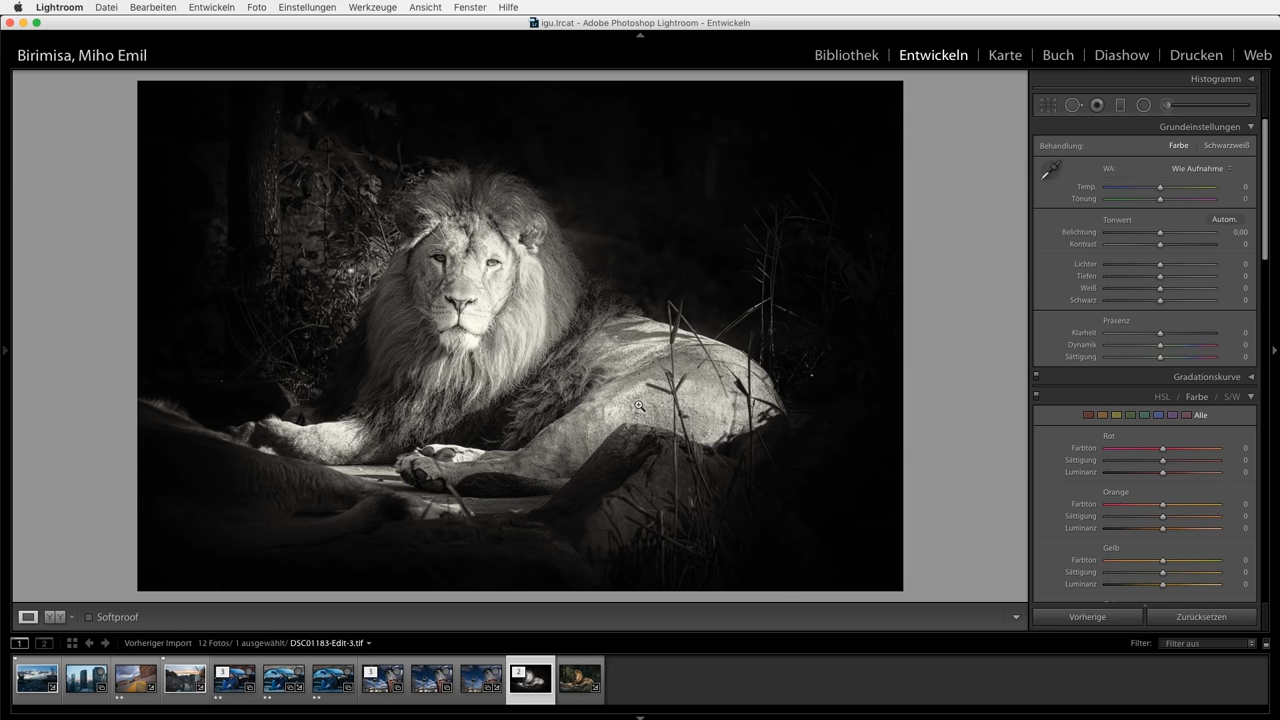 Lightroom Datei Bearbeiten Entwickeln Foto Einstellungen Werkzeuge Ansicht Fenster Hilfe
igu.lrcat - Adobe Photoshop Lightroom - Entwickeln
Birimisa, Miho Emil
Bibliothek | Entwickeln | Karte | Buch | Diashow | Drucken | Web
Histogramm
Grundeinstellungen
Behandlung: Farbe Schwarzweiß
WA: Wie Aufnahme
Temp. 0
Tönung 0
Tonwert Autom.
Belichtung 0,00
Kontrast 0
Lichter 0
Tiefen 0
Weiß 0
Schwarz 0
Präsenz
Klarheit 0
Dynamik 0
Sättigung 0
Gradationskurve
HSL / Farbe / S/W
Alle
Rot
Farbton 0
Sättigung 0
Luminanz 0
Orange
Farbton 0
Sättigung 0
Luminanz 0
Gelb
Farbton 0
Sättigung 0
Luminanz 0
YY Softproof
Vorherige Zurücksetzen
1 2 Vorheriger Import 12 Fotos/ 1 ausgewählt/ DSC01183-Edit-3.tif
Filter: Filter aus
3 3 2